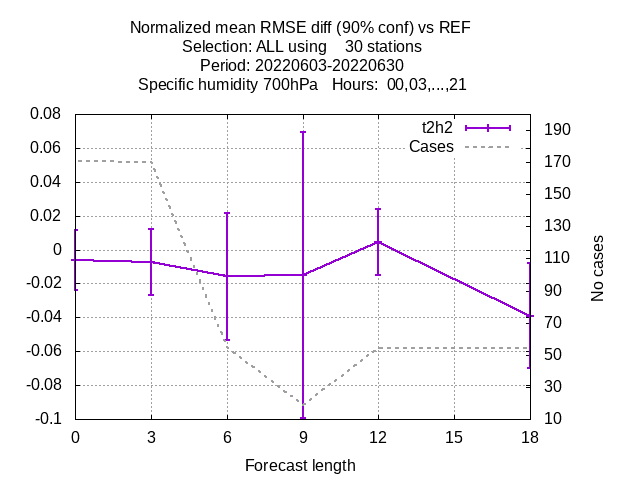 Normalized mean RMSE diff (90% conf) vs REF
Selection: ALL using    30 stations
Period: 20220603-20220630
Specific humidity 700hPa   Hours:  00,03,...,21
t2h2
Cases
0.08
0.06
0.04
0.02
0
-0.02
-0.04
-0.06
-0.08
-0.1
190
170
150
130
110
90
70
50
30
10
No cases
0 3 6 9 12 15 18
Forecast length